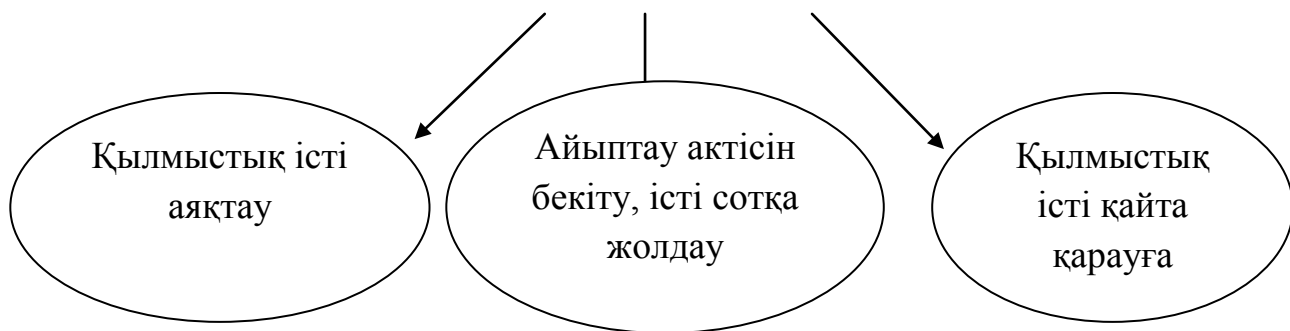 Қылмыстық істі
аяқтау
Айыптау актісін
бекіту, істі сотқа
жолдау
Қылмыстық
істі қайта
қарауға